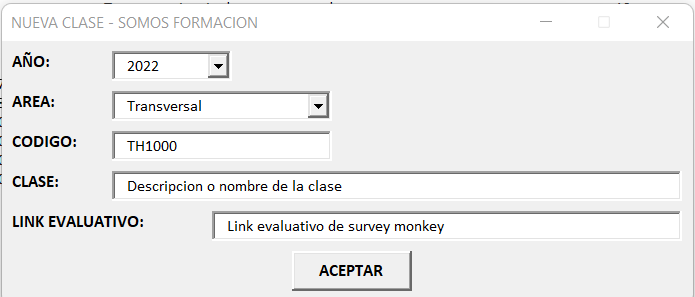 NUEVA CLASE - SOMOS FORMACION
AÑO: 2022
AREA: Transversal
CODIGO: TH1000
CLASE: Descripcion o nombre de la clase
LINK EVALUATIVO: Link evaluativo de survey monkey
ACEPTAR